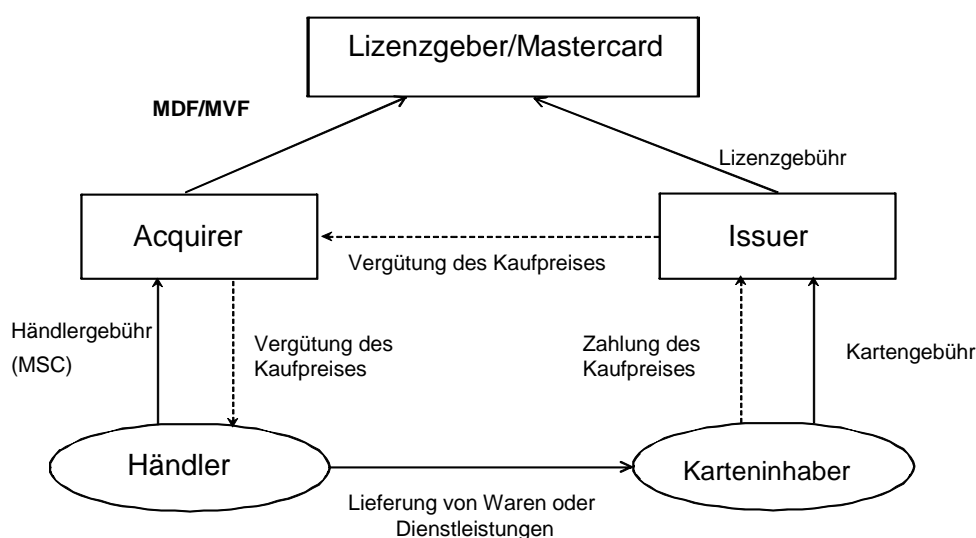 Lizenzgeber/Mastercard
MDF/MVF
Lizenzgebühr
Acquirer
Issuer
Vergütung des Kaufpreises
Händlergebühr
(MSC)
Vergütung des
Kaufpreises
Zahlung des
Kaufpreises
Kartengebühr
Händler
Karteninhaber
Lieferung von Waren oder
Dienstleistungen